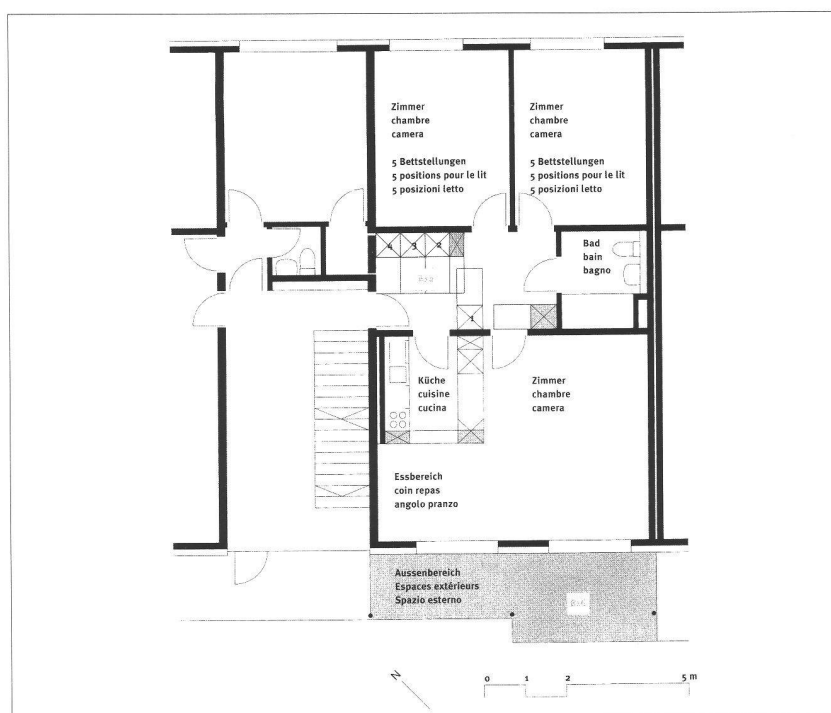 Zimmer
chambre
camera
5 Bettstellungen
5 positions pour le lit
5 posizioni letto
Zimmer
chambre
camera
5 Bettstellungen
5 positions pour le lit
5 posizioni letto
4
3
2
Bad
bain
bagno
1
Küche
cuisine
cucina
Zimmer
chambre
camera
Essbereich
coin repas
angolo pranzo
Aussenbereich
Espaces extérieurs
Spazio esterno
N
0 1 2 5 m